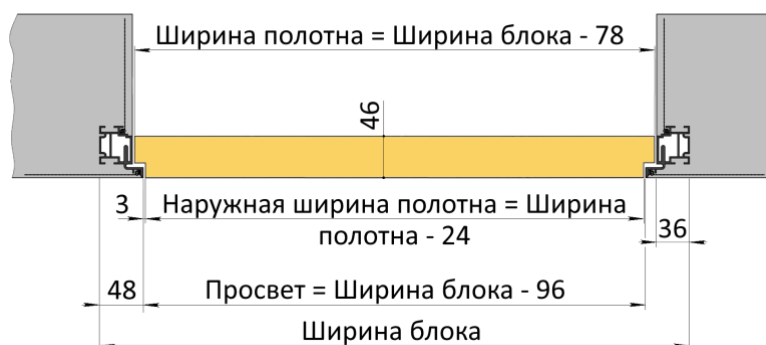 Ширина полотна = Ширина блока - 78
46
3
Наружная ширина полотна = Ширина
полотна - 24
36
48
Просвет = Ширина блока - 96
Ширина блока